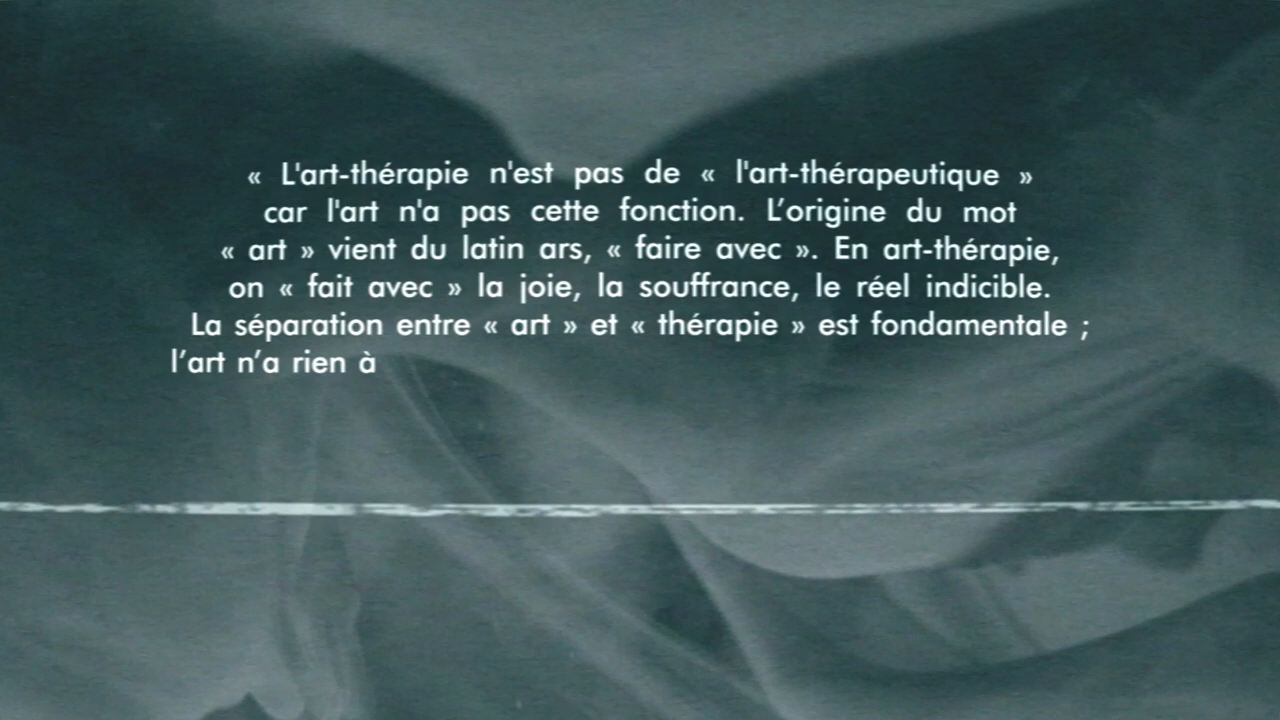 « L'art-thérapie n'est pas de « l'art-thérapeutique »
car l'art n'a pas cette fonction. L’origine du mot
« art » vient du latin ars, « faire avec ». En art-thérapie,
on « fait avec » la joie, la souffrance, le réel indicible.
La séparation entre « art » et « thérapie » est fondamentale ;
l’art n’a rien à